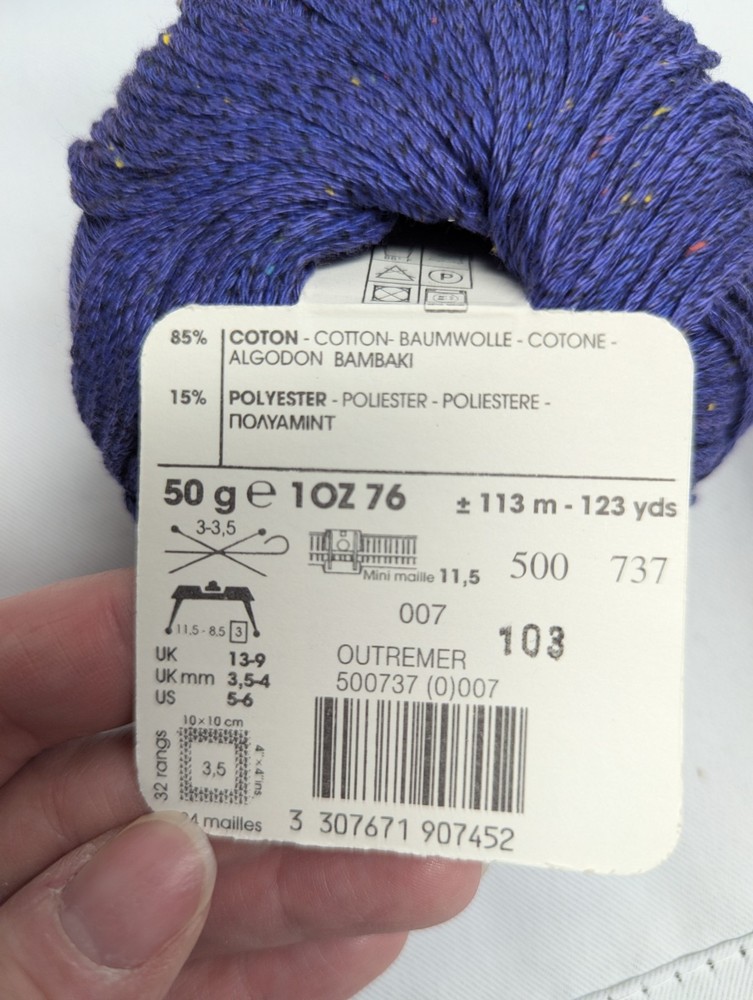 P
85% COTON - COTTON- BAUMWOLLE - COTONE -
ALGODON BAMBAKI
15% POLYESTER - POLIESTER - POLIESTERE -
ΠΟΛΥΑΜΙΝΤ
50 g e 1 OZ 76 ± 113 m - 123 yds
3-3,5
Mini maille 11,5
500 737
11,5 - 8,5 3
007
103
UK 13-9
UK mm 3,5-4
US 5-6
OUTREMER
500737 (0)007
10×10 cm
32 rangs
3,5
4"×4"ins
mailles
3 307671 907452